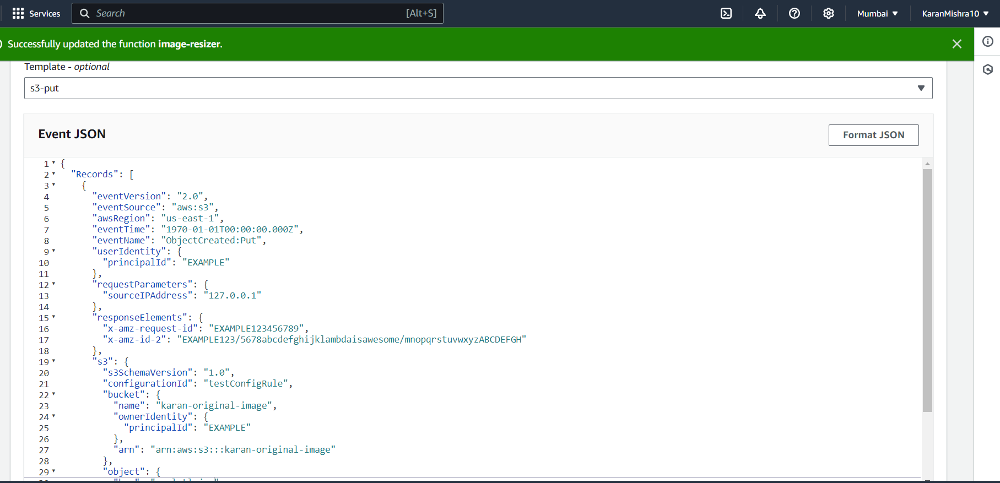 Services Search [Alt+S] Mumbai KaranMishra10
Successfully updated the function image-resizer.
Template - optional
s3-put
Event JSON
Format JSON
1 {
2 "Records": [
3 {
4 "eventVersion": "2.0",
5 "eventSource": "aws:s3",
6 "awsRegion": "us-east-1",
7 "eventTime": "1970-01-01T00:00:00.000Z",
8 "eventName": "ObjectCreated:Put",
9 "userIdentity": {
10 "principalId": "EXAMPLE"
11 },
12 "requestParameters": {
13 "sourceIPAddress": "127.0.0.1"
14 },
15 "responseElements": {
16 "x-amz-request-id": "EXAMPLE123456789",
17 "x-amz-id-2": "EXAMPLE123/5678abcdefghijklambdaisawesome/mnopqrstuvwxyzABCDEFGH"
18 },
19 "s3": {
20 "s3SchemaVersion": "1.0",
21 "configurationId": "testConfigRule",
22 "bucket": {
23 "name": "karan-original-image",
24 "ownerIdentity": {
25 "principalId": "EXAMPLE"
26 },
27 "arn": "arn:aws:s3:::karan-original-image"
28 },
29 "object": {